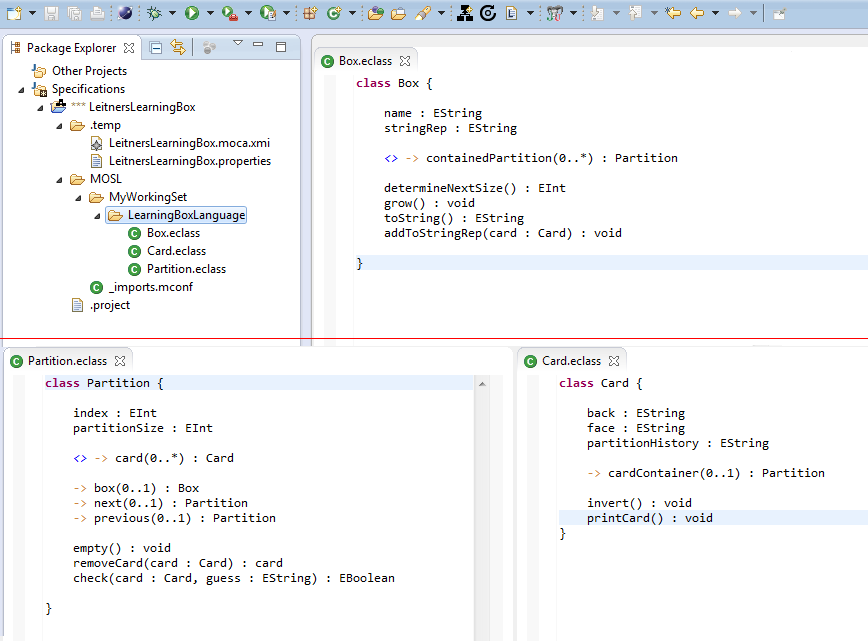 Package Explorer
Other Projects
Specifications
*** LeitnersLearningBox
.temp
LeitnersLearningBox.moca.xmi
LeitnersLearningBox.properties
MOSL
MyWorkingSet
LearningBoxLanguage
Box.eclass
Card.eclass
Partition.eclass
_imports.mconf
.project
Box.eclass
class Box {
name : EString
stringRep : EString
<> -> containedPartition(0..*) : Partition
determineNextSize() : EInt
grow() : void
toString() : EString
addToStringRep(card : Card) : void
}
Partition.eclass
class Partition {
index : EInt
partitionSize : EInt
<> -> card(0..*) : Card
-> box(0..1) : Box
-> next(0..1) : Partition
-> previous(0..1) : Partition
empty() : void
removeCard(card : Card) : card
check(card : Card, guess : EString) : EBoolean
}
Card.eclass
class Card {
back : EString
face : EString
partitionHistory : EString
-> cardContainer(0..1) : Partition
invert() : void
printCard() : void
}